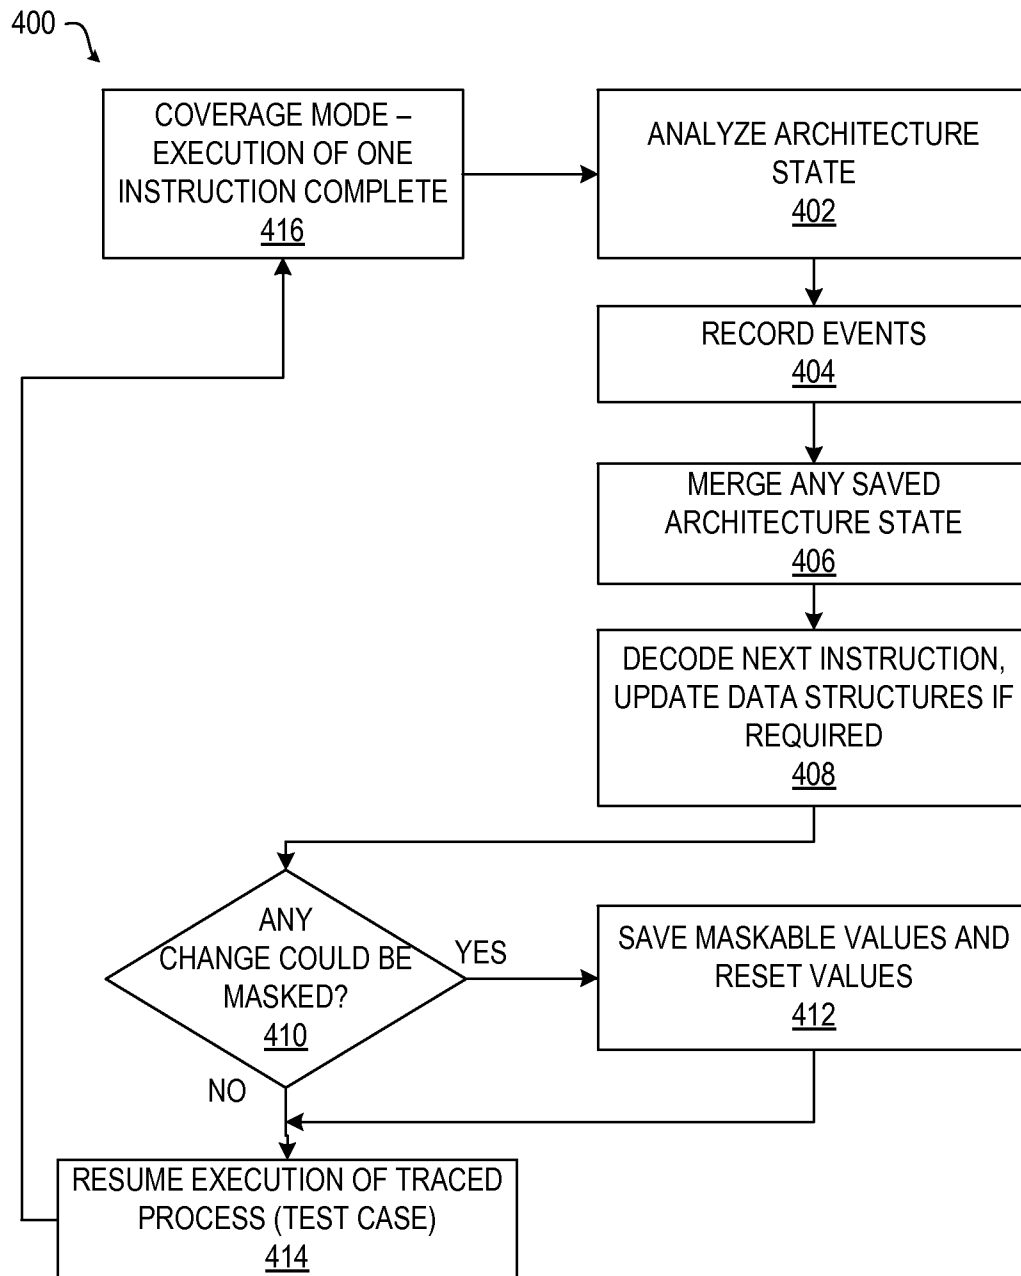 400
COVERAGE MODE –
EXECUTION OF ONE
INSTRUCTION COMPLETE
416
ANALYZE ARCHITECTURE
STATE
402
RECORD EVENTS
404
MERGE ANY SAVED
ARCHITECTURE STATE
406
DECODE NEXT INSTRUCTION,
UPDATE DATA STRUCTURES IF
REQUIRED
408
ANY
CHANGE COULD BE
MASKED?
410
YES
SAVE MASKABLE VALUES AND
RESET VALUES
412
NO
RESUME EXECUTION OF TRACED
PROCESS (TEST CASE)
414